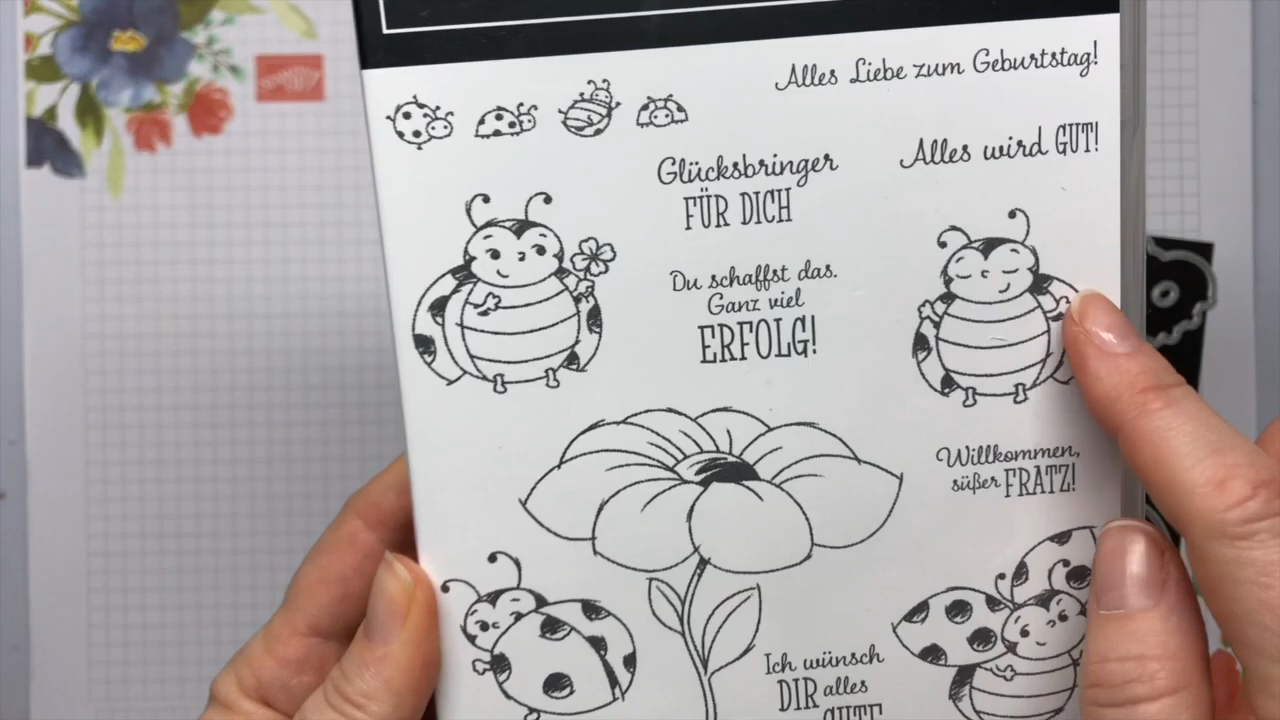 Alles Liebe zum Geburtstag!
Alles wird GUT!
Glücksbringer
FÜR DICH
Du schaffst das.
Ganz viel
ERFOLG!
Willkommen,
süßer FRATZ!
Ich wünsch
DIR alles
GUTE